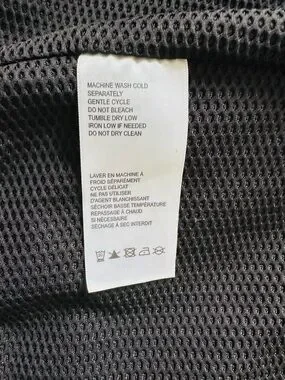 MACHINE WASH COLD
SEPARATELY
GENTLE CYCLE
DO NOT BLEACH
TUMBLE DRY LOW
IRON LOW IF NEEDED
DO NOT DRY CLEAN
LAVER EN MACHINE À
FROID SÉPARÉMENT
CYCLE DÉLICAT
NE PAS UTILISER
D'AGENT BLANCHISSANT
SÉCHOIR BASSE TEMPÉRATURE
REPASSAGE À CHAUD
SI NÉCESSAIRE
SÉCHAGE À SEC INTERDIT